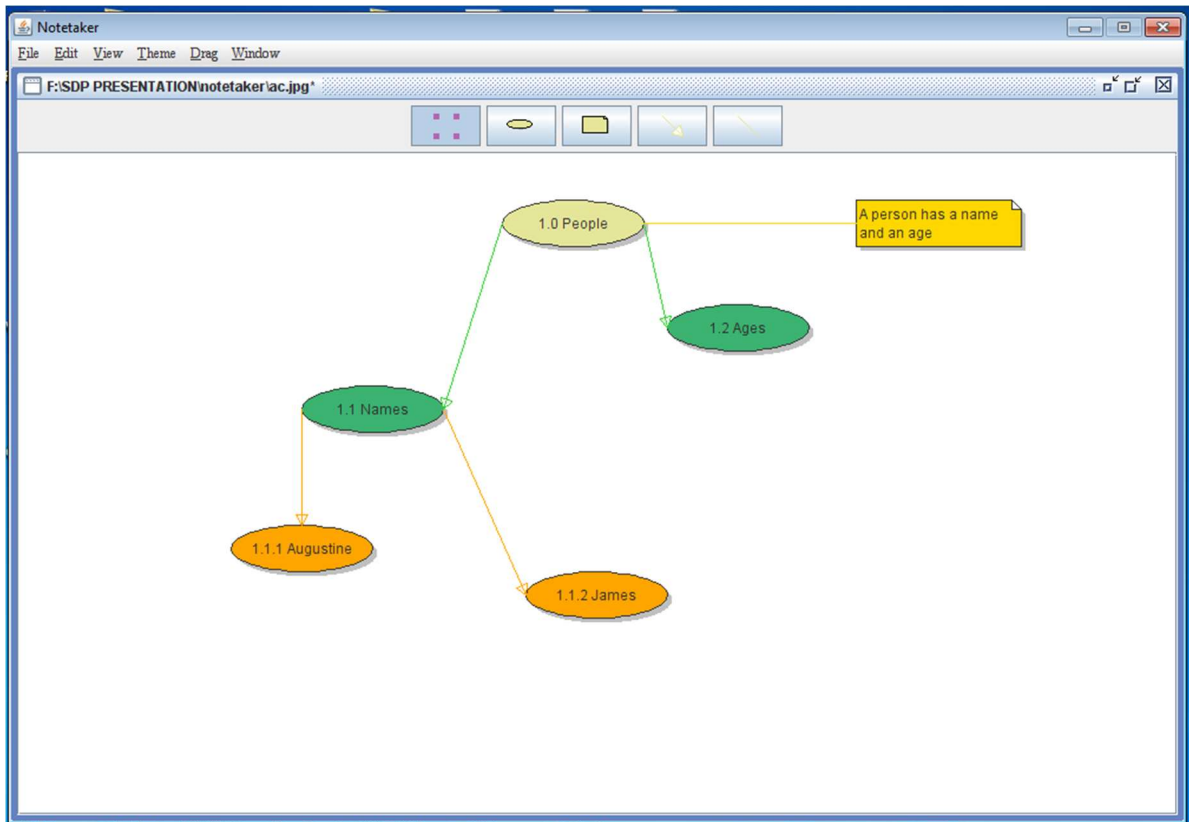 Notetaker
File Edit View Theme Drag Window
F:\SDP PRESENTATION\notetaker\ac.jpg*
1.0 People
A person has a name
and an age
1.2 Ages
1.1 Names
1.1.1 Augustine
1.1.2 James